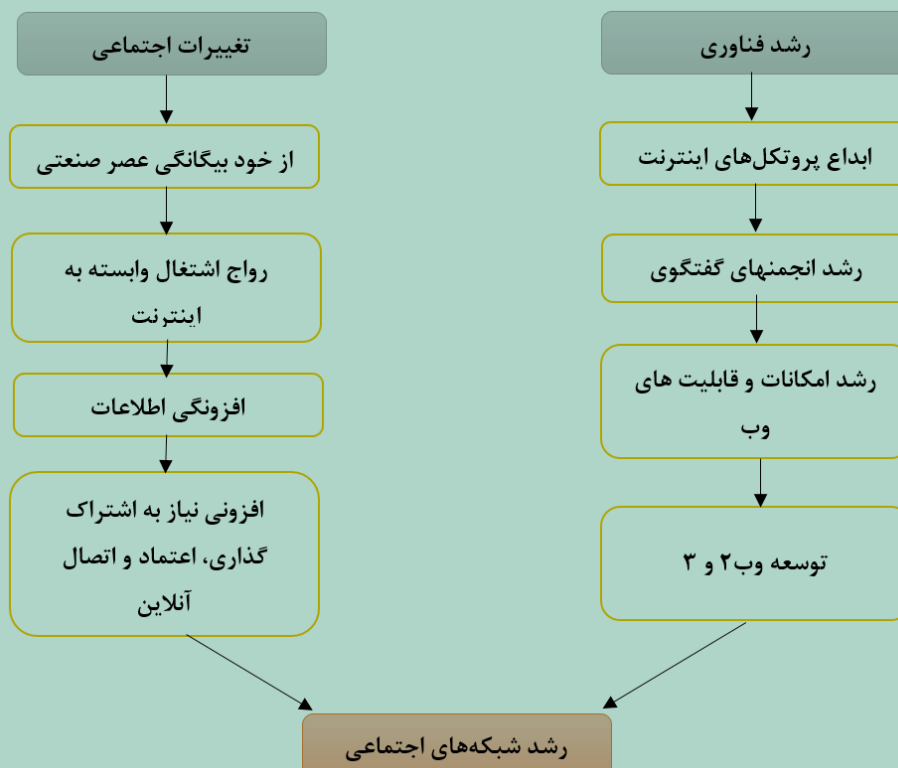 رشد فناوری
ابداع پروتکل‌های اینترنت
رشد انجمنهای گفتگوی
رشد امکانات و قابلیت های
وب
توسعه وب۲ و ۳
تغییرات اجتماعی
از خود بیگانگی عصر صنعتی
رواج اشتغال وابسته به
اینترنت
افزونگی اطلاعات
افزونی نیاز به اشتراک
گذاری، اعتماد و اتصال
آنلاین
رشد شبکه‌های اجتماعی